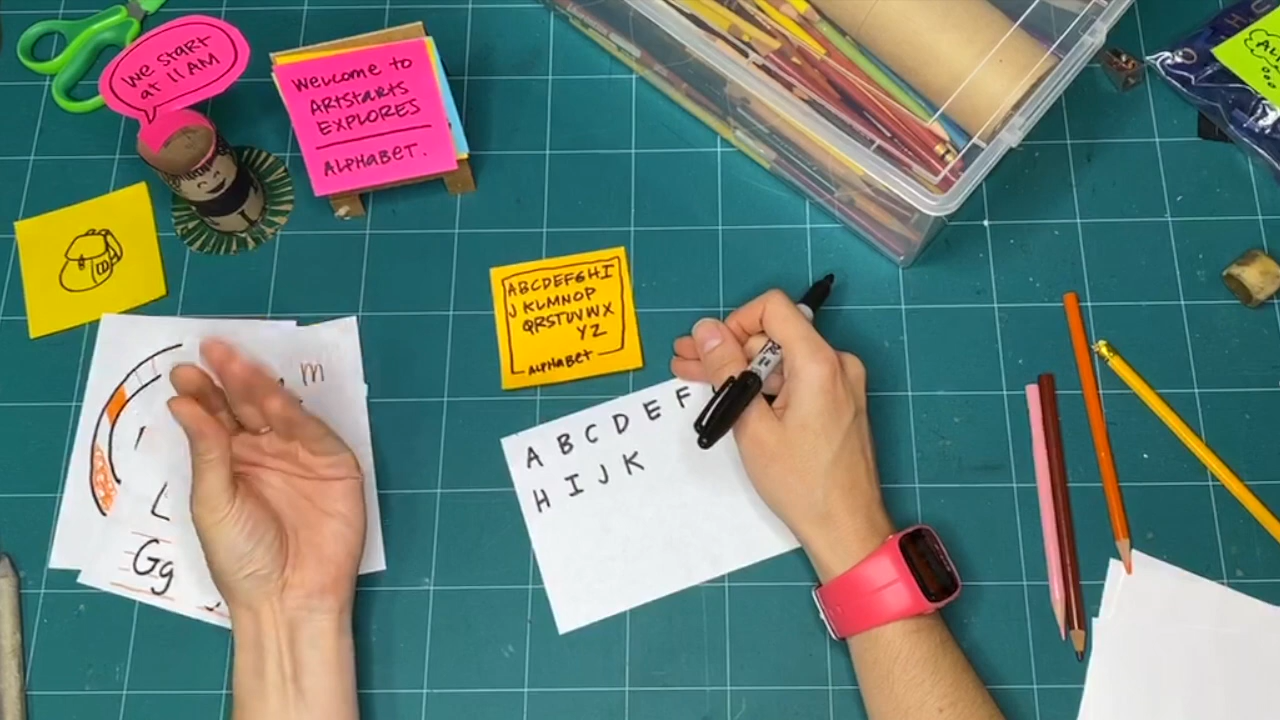 We start
at 11 AM
Welcome to
ARtStarts
EXPLORES
ALPHABET.
ABCDEFGHI
JKLMNOP
QRSTUVWX
YZ
ALPHABET
A B C D E F
H I J K
m
L
Gg